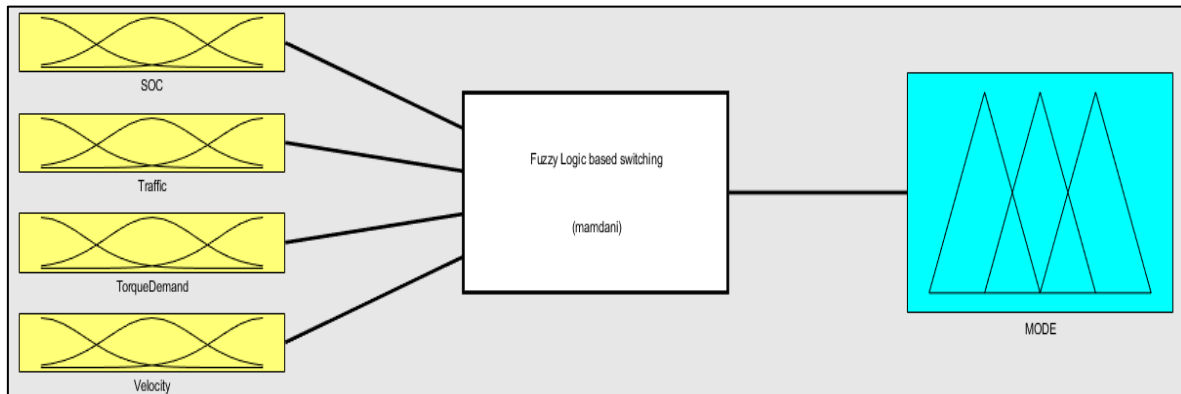 SOC
Traffic
TorqueDemand
Velocity
Fuzzy Logic based switching
(mamdani)
MODE